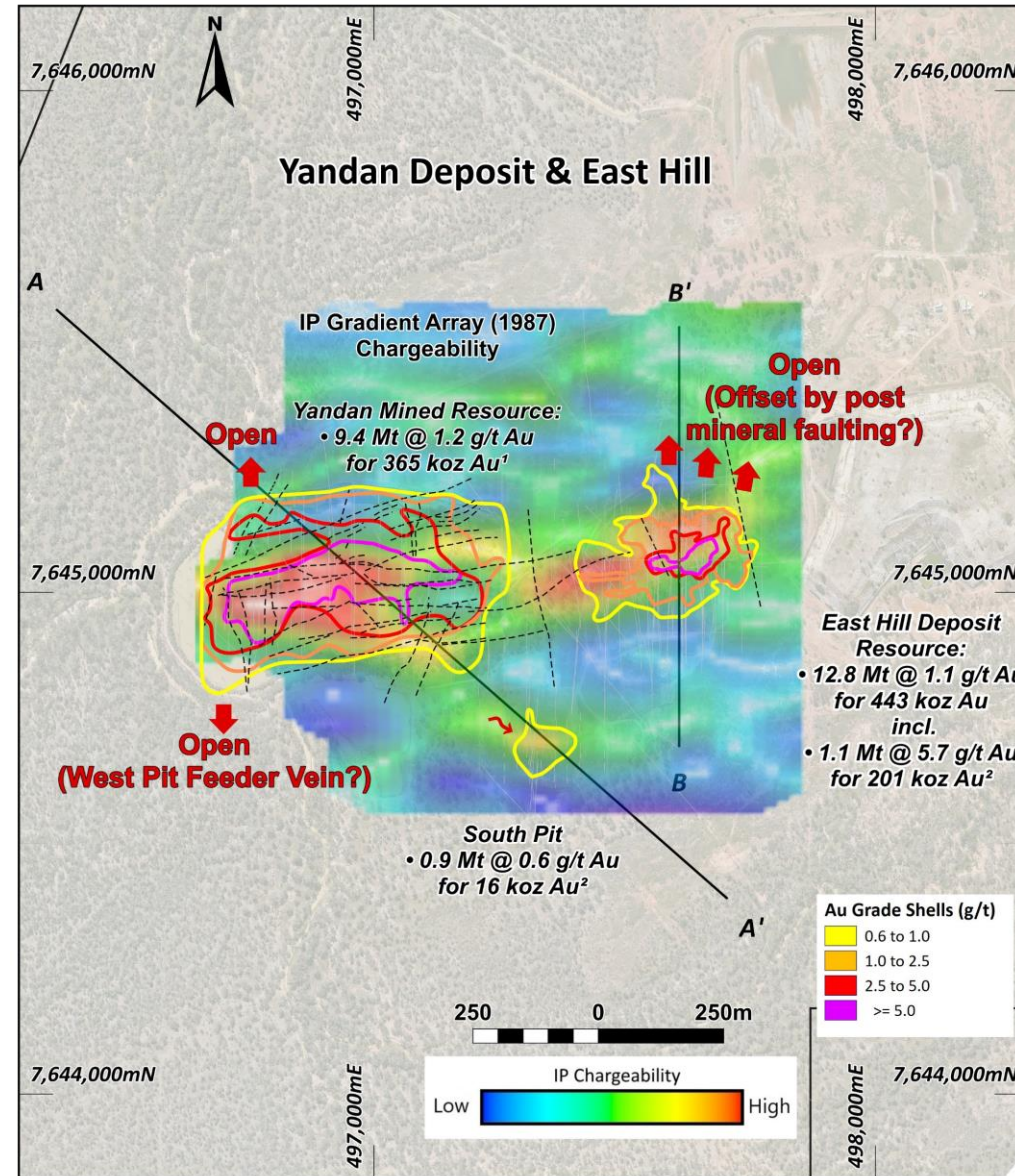 N
7,646,000mN
497,000mE
498,000mE
7,646,000mN
Yandan Deposit & East Hill
A
B'
IP Gradient Array (1987)
Chargeability
Open
(Offset by post
mineral faulting?)
Yandan Mined Resource:
• 9.4 Mt @ 1.2 g/t Au
for 365 koz Au¹
Open
7,645,000mN
7,645,000mN
East Hill Deposit
Resource:
• 12.8 Mt @ 1.1 g/t Au
for 443 koz Au
incl.
• 1.1 Mt @ 5.7 g/t Au
for 201 koz Au²
Open
(West Pit Feeder Vein?)
B
South Pit
• 0.9 Mt @ 0.6 g/t Au
for 16 koz Au²
A'
Au Grade Shells (g/t)
0.6 to 1.0
1.0 to 2.5
2.5 to 5.0
>= 5.0
250 0 250m
IP Chargeability
Low High
7,644,000mN
497,000mE
498,000mE
7,644,000mN